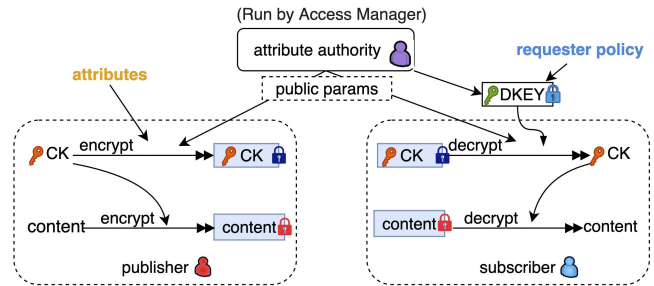 (Run by Access Manager)
attribute authority
requester policy
attributes
public params
DKEY
CK
encrypt
CK
CK
decrypt
CK
content
encrypt
content
content
decrypt
content
publisher
subscriber